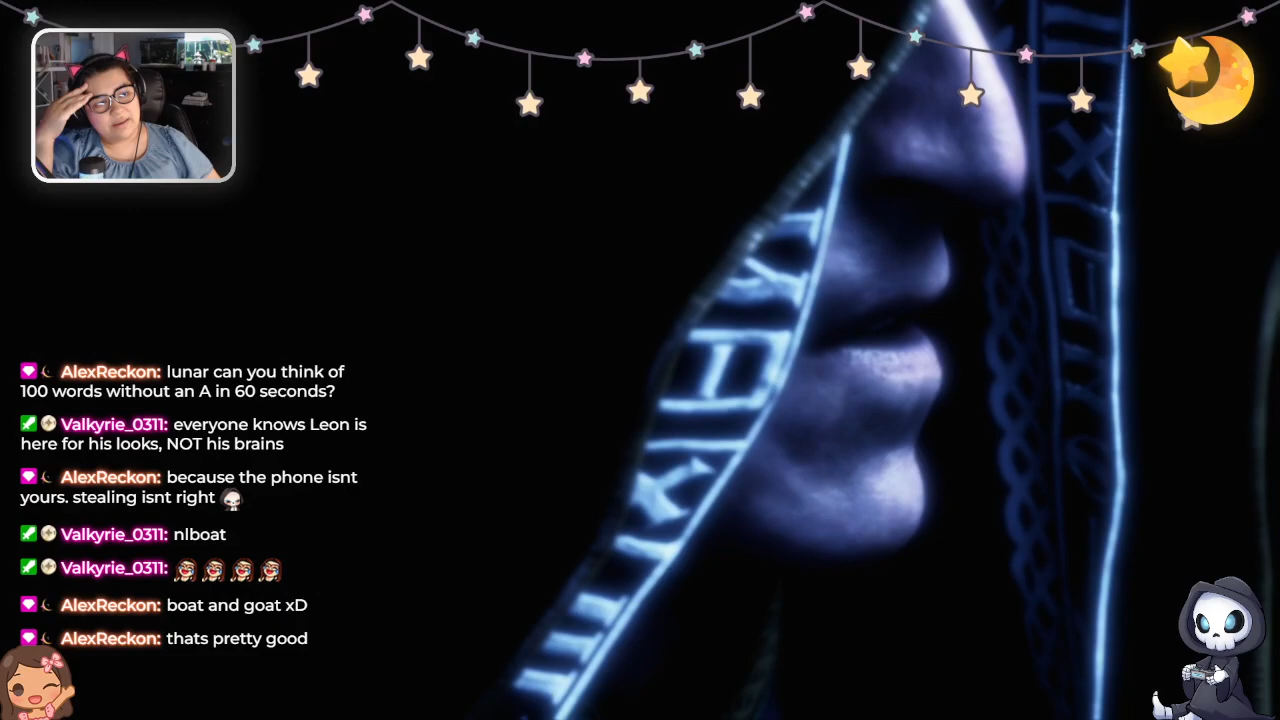 AlexReckon: lunar can you think of
100 words without an A in 60 seconds?
Valkyrie_0311: everyone knows Leon is
here for his looks, NOT his brains
AlexReckon: because the phone isnt
yours. stealing isnt right
Valkyrie_0311: nlboat
Valkyrie_0311:
AlexReckon: boat and goat xD
AlexReckon: thats pretty good